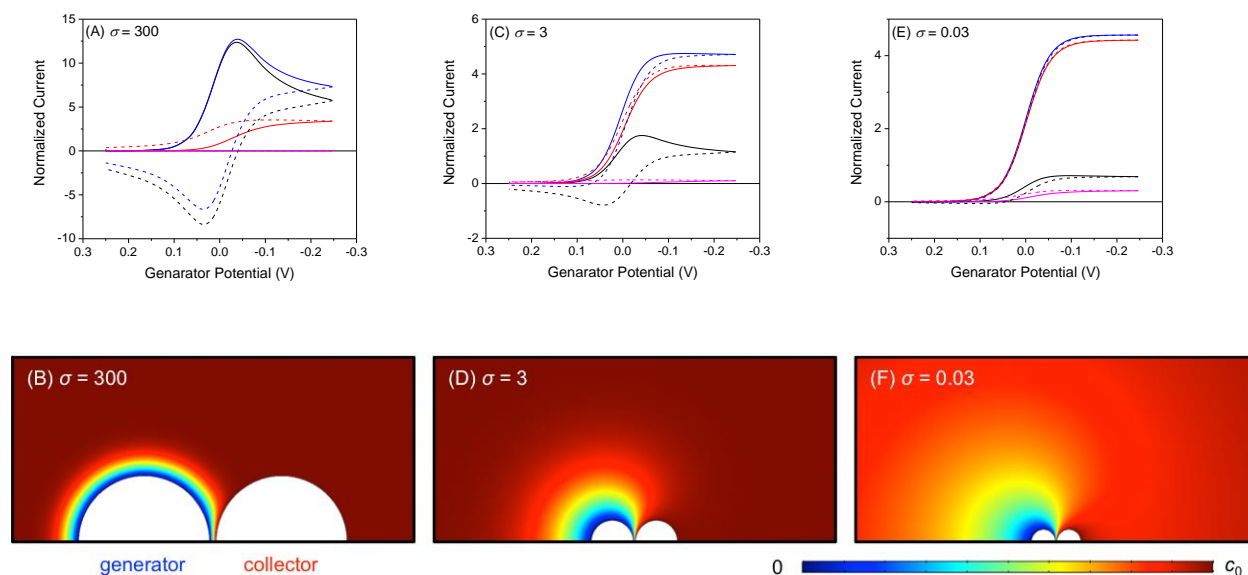 (A) σ = 300
Normalized Current
15
10
5
0
-5
-10
0.3 0.2 0.1 0.0 -0.1 -0.2 -0.3
Genarator Potential (V)
(C) σ = 3
Normalized Current
6
4
2
0
-2
0.3 0.2 0.1 0.0 -0.1 -0.2 -0.3
Genarator Potential (V)
(E) σ = 0.03
Normalized Current
4
2
0
0.3 0.2 0.1 0.0 -0.1 -0.2 -0.3
Genarator Potential (V)
(B) σ = 300
(D) σ = 3
(F) σ = 0.03
generator collector
0 c0